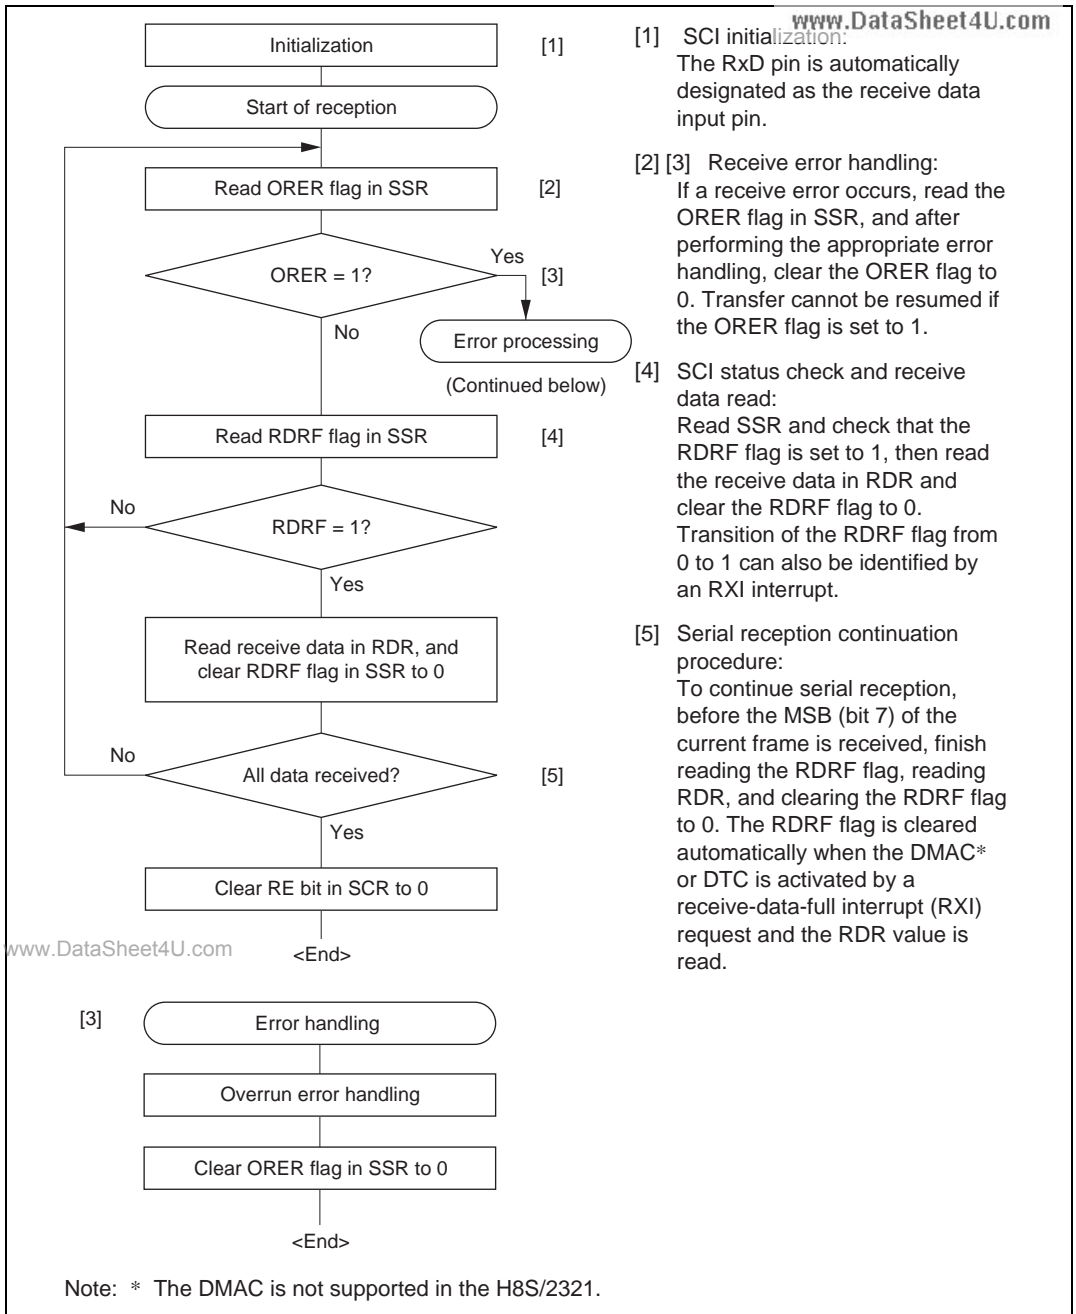 www.DataSheet4U.com
Initialization
[1]
Start of reception
Read ORER flag in SSR
[2]
ORER = 1?
Yes
[3]
No
Error processing
(Continued below)
Read RDRF flag in SSR
[4]
No
RDRF = 1?
Yes
Read receive data in RDR, and
clear RDRF flag in SSR to 0
No
All data received?
[5]
Yes
Clear RE bit in SCR to 0
www.DataSheet4U.com
<End>
[3]
Error handling
Overrun error handling
Clear ORER flag in SSR to 0
<End>
[1] SCI initialization:
The RxD pin is automatically
designated as the receive data
input pin.
[2] [3] Receive error handling:
If a receive error occurs, read the
ORER flag in SSR, and after
performing the appropriate error
handling, clear the ORER flag to
0. Transfer cannot be resumed if
the ORER flag is set to 1.
[4] SCI status check and receive
data read:
Read SSR and check that the
RDRF flag is set to 1, then read
the receive data in RDR and
clear the RDRF flag to 0.
Transition of the RDRF flag from
0 to 1 can also be identified by
an RXI interrupt.
[5] Serial reception continuation
procedure:
To continue serial reception,
before the MSB (bit 7) of the
current frame is received, finish
reading the RDRF flag, reading
RDR, and clearing the RDRF flag
to 0. The RDRF flag is cleared
automatically when the DMAC*
or DTC is activated by a
receive-data-full interrupt (RXI)
request and the RDR value is
read.
Note: * The DMAC is not supported in the H8S/2321.